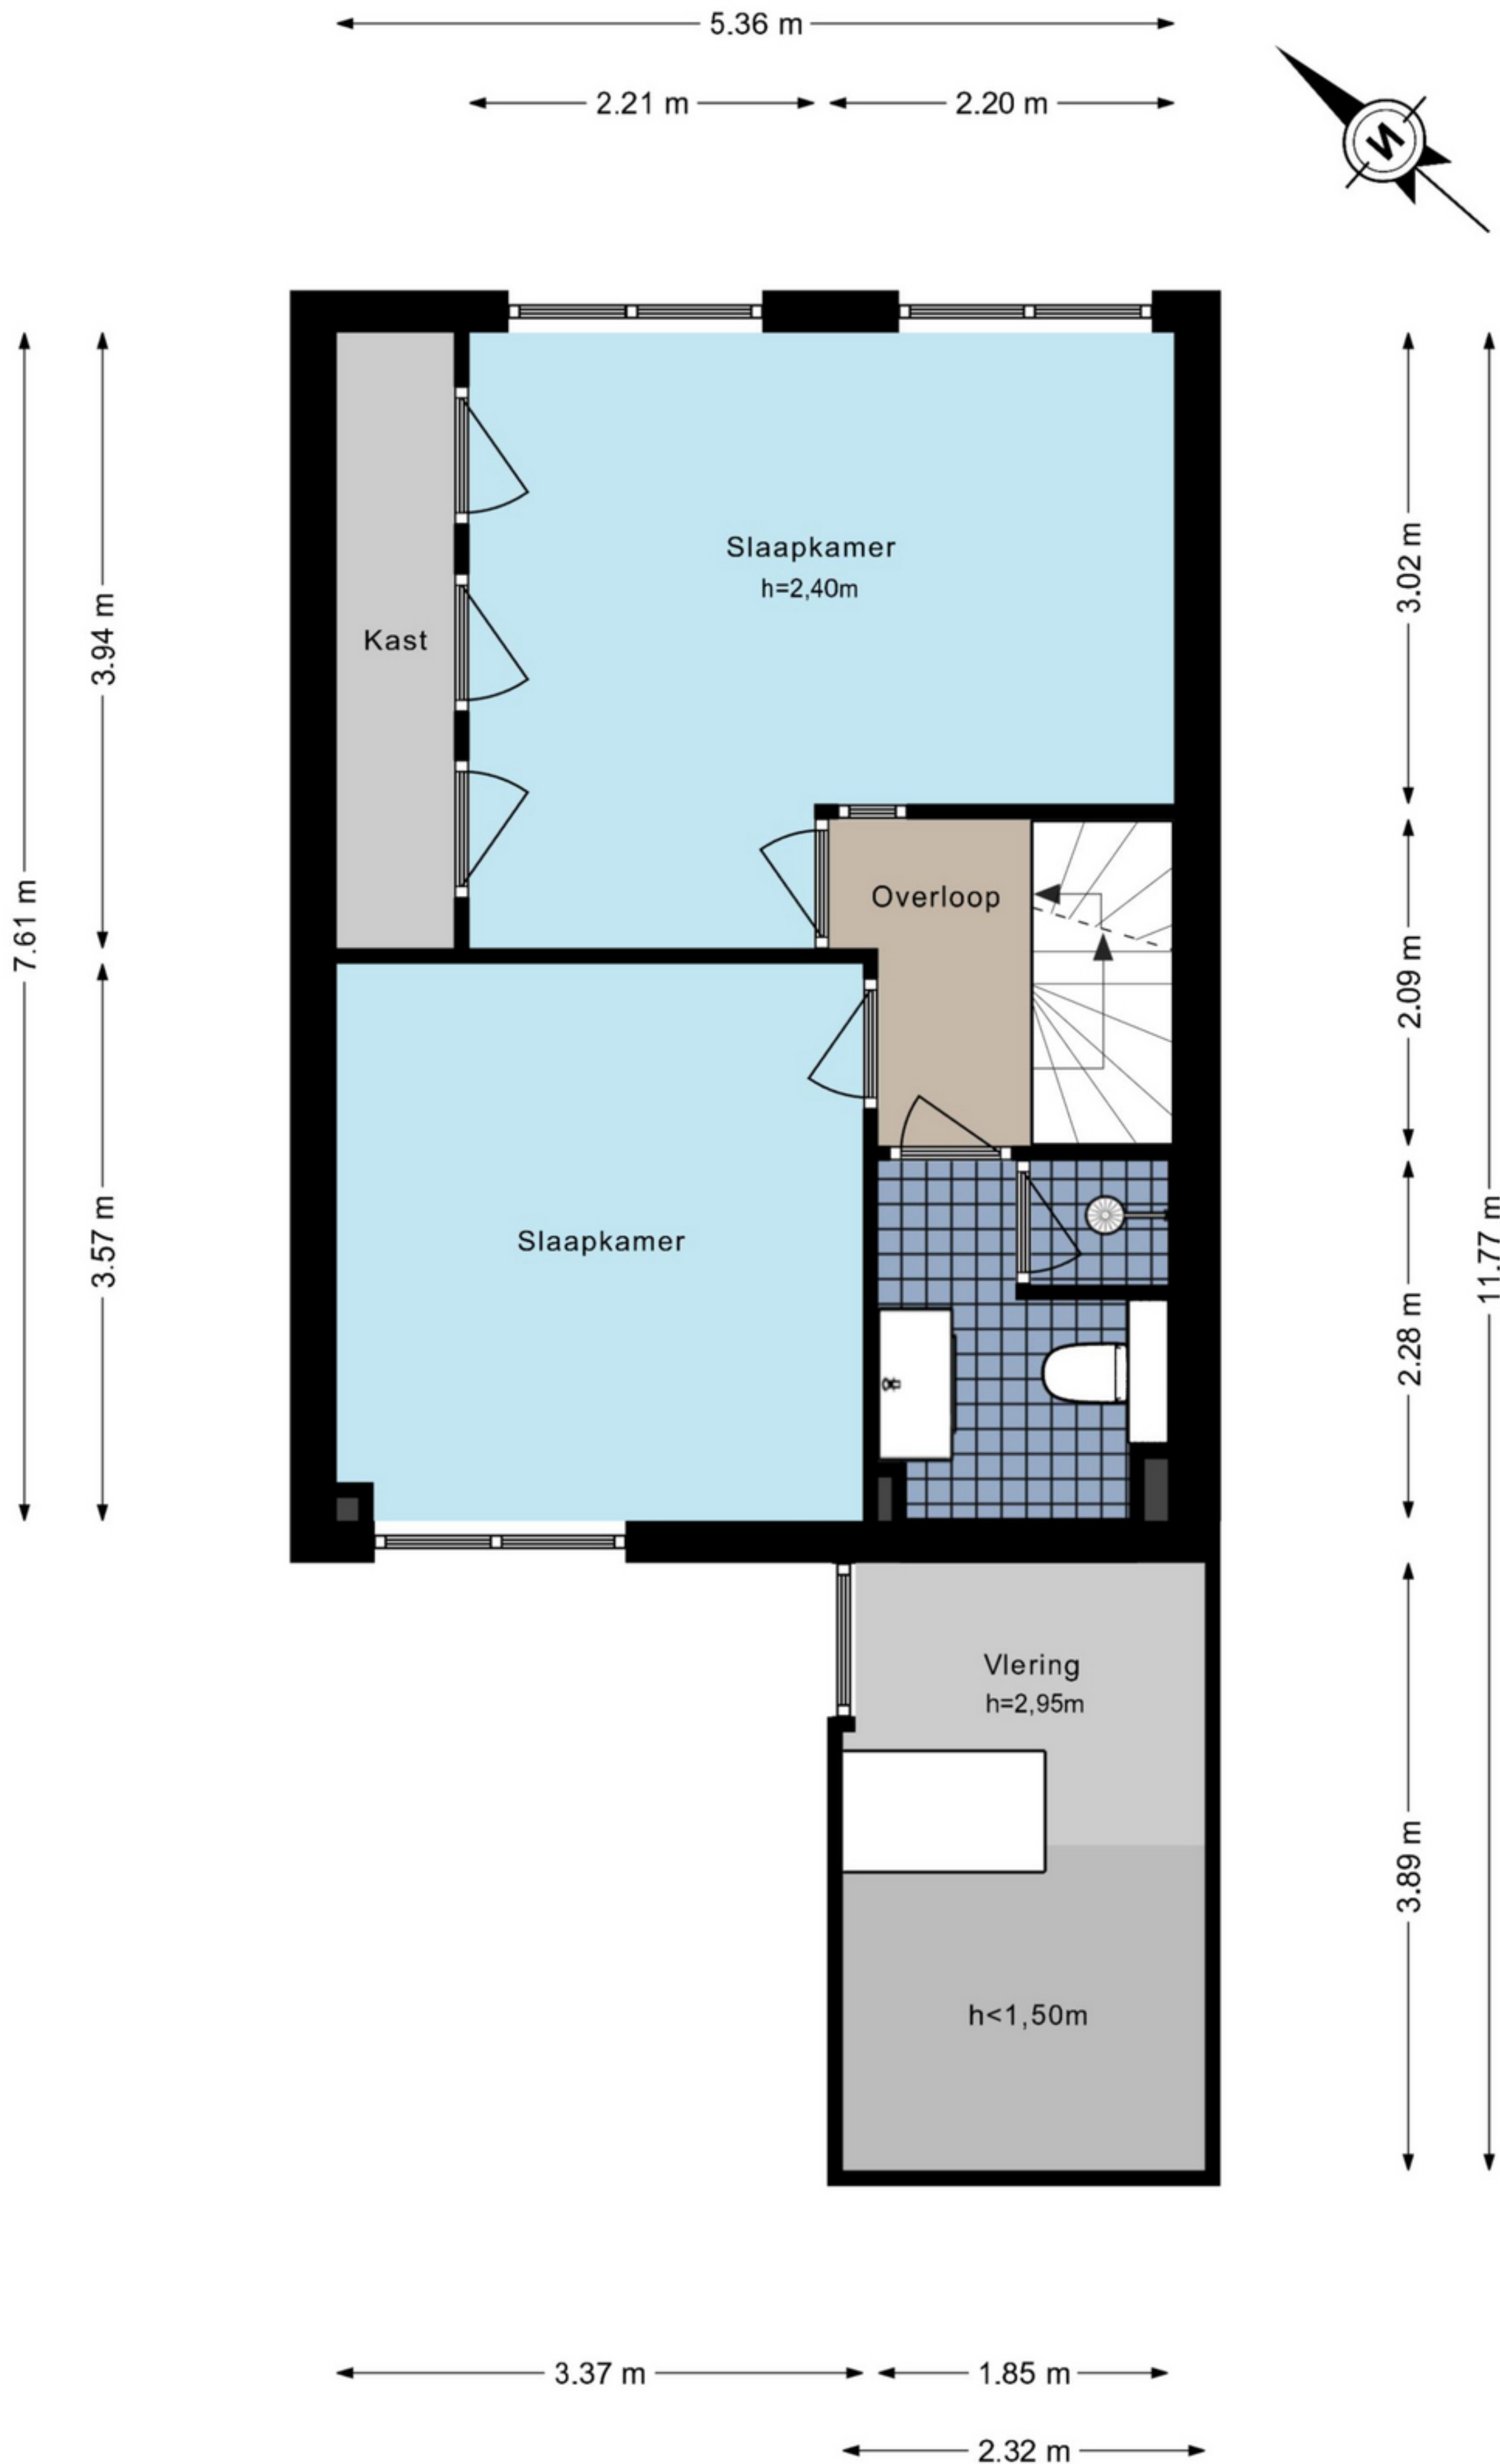 5.36 m
2.21 m
2.20 m
N
Slaapkamer
h=2,40m
Kast
3.02 m
3.94 m
Overloop
7.61 m
2.09 m
Slaapkamer
3.57 m
11.77 m
2.28 m
Vlering
h=2,95m
3.89 m
h<1,50m
3.37 m
1.85 m
2.32 m